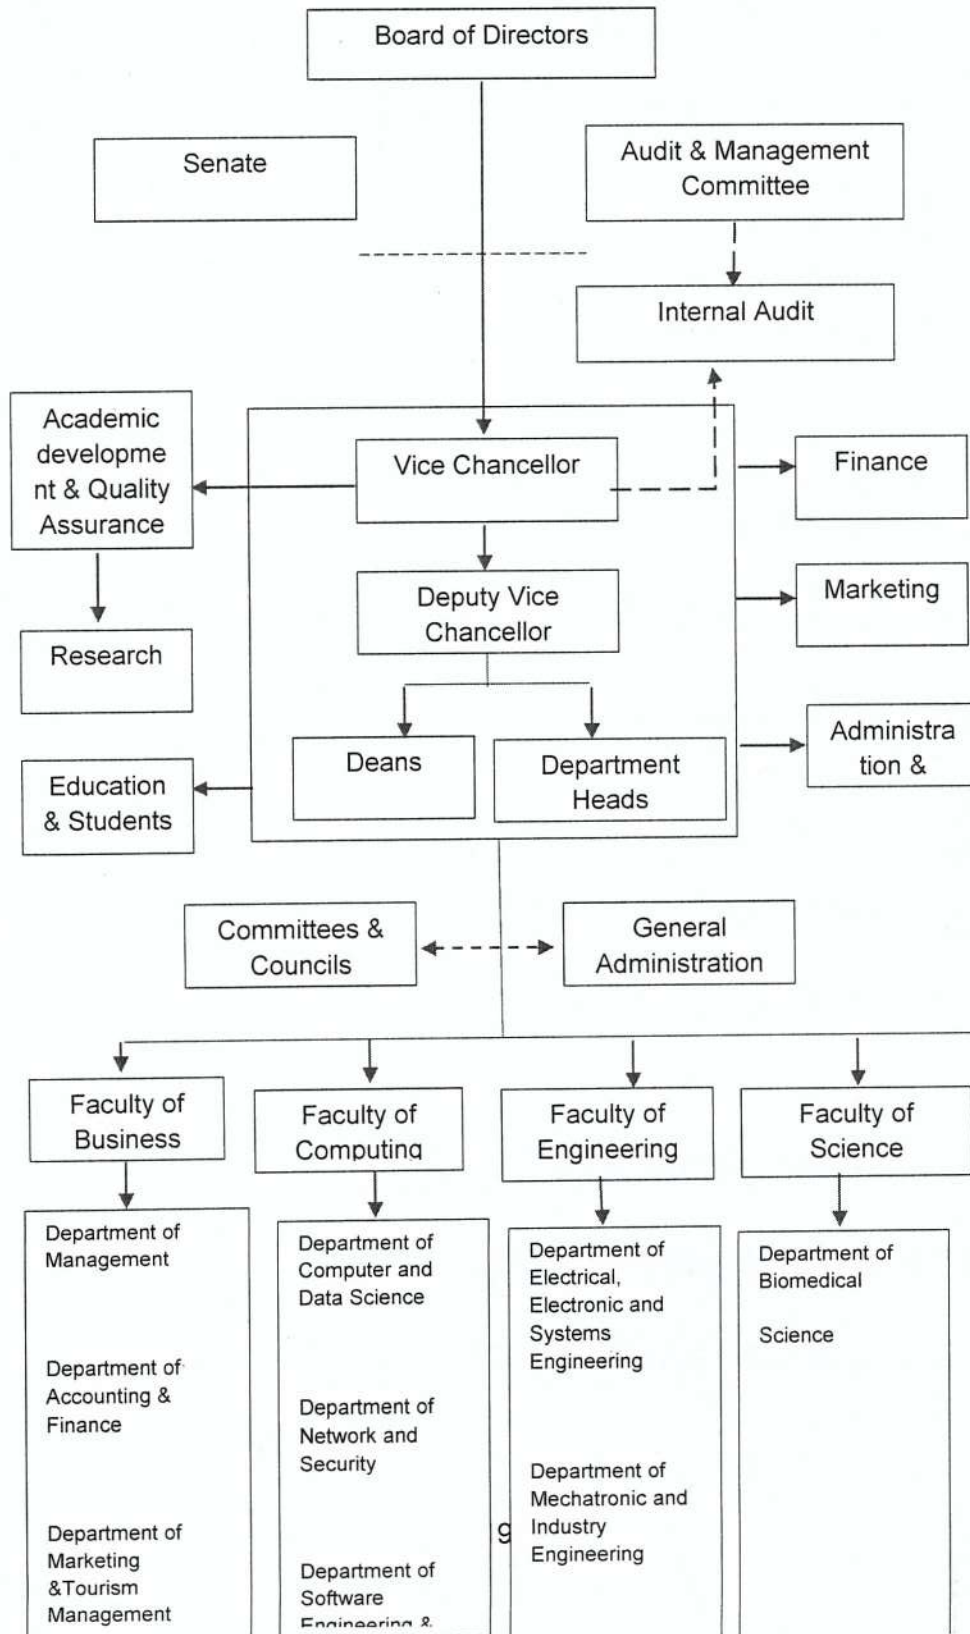 Board of Directors
Senate
Audit & Management
Committee
Internal Audit
Academic
developme
nt & Quality
Assurance
Vice Chancellor
Finance
Deputy Vice
Chancellor
Marketing
Research
Deans
Department
Heads
Administra
tion &
Education
& Students
Committees &
Councils
General
Administration
Faculty of
Business
Faculty of
Computing
Faculty of
Engineering
Faculty of
Science
Department of
Management
Department of
Accounting &
Finance
Department of
Marketing
&Tourism
Management
Department of
Computer and
Data Science
Department of
Network and
Security
Department of
Software
Engineering &
Department of
Electrical,
Electronic and
Systems
Engineering
Department of
Mechatronic and
Industry
Engineering
Department of
Biomedical
Science
9